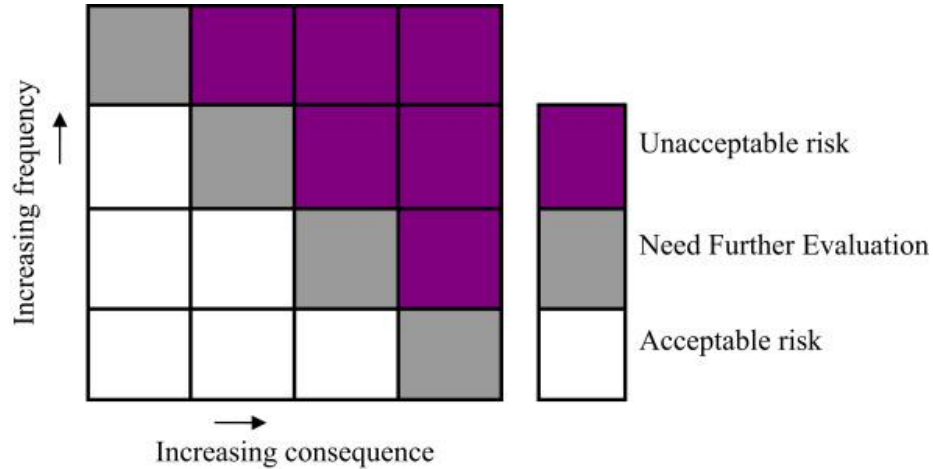 Increasing frequency
Unacceptable risk
Need Further Evaluation
Acceptable risk
Increasing consequence